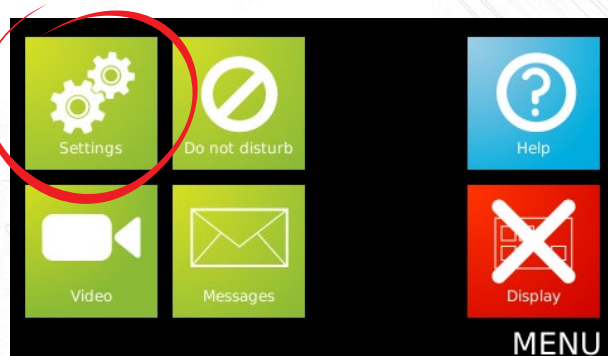 Settings
Do not disturb
Help
Video
Messages
Display
MENU